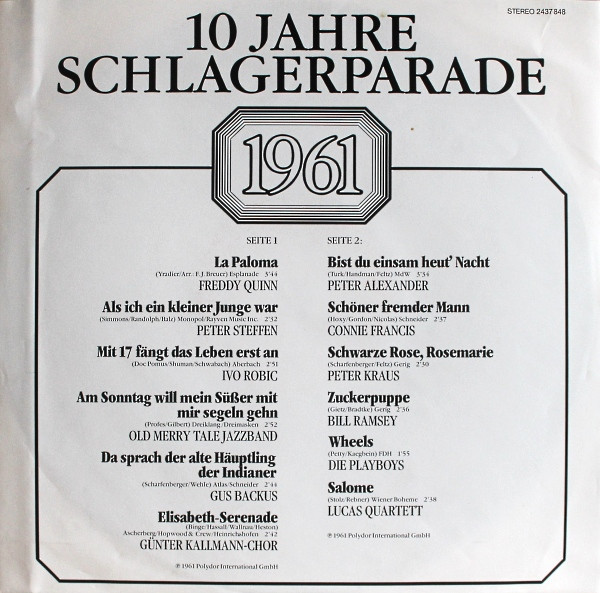 STEREO 2437 848
10 JAHRE
SCHLAGERPARADE
1961
SEITE 1
La Paloma
(Yradier/Arr.: E.J. Breuer) Esplanade 3'44
FREDDY QUINN
Als ich ein kleiner Junge war
(Simmons/Randolph/Italz) Monopol/Rayven Music Inc. 2'32
PETER STEFFEN
Mit 17 fängt das Leben erst an
(Doc Pomus/Shuman/Schwabach) Aberbach 2'51
IVO ROBIC
Am Sonntag will mein Süßer mit
mir segeln gehn
(Profes/Gilbert) Dreiklang/Dreimasken 2'52
OLD MERRY TALE JAZZBAND
Da sprach der alte Häuptling
der Indianer
(Scharfenberger/Wehle) Atlas/Schneider 2'44
GUS BACKUS
Elisabeth-Serenade
(Binge/Hassall/Wallnau/Heston)
Ascherberg/Hopwood & Crew/Heinrichshofen 2'42
GÜNTER KALLMANN-CHOR
℗ 1961 Polydor International GmbH
SEITE 2:
Bist du einsam heut' Nacht
(Turk/Handman/Feltz) MdW 3'34
PETER ALEXANDER
Schöner fremder Mann
(Hoxy/Gordon/Nicolas) Schneider 2'37
CONNIE FRANCIS
Schwarze Rose, Rosemarie
(Scharfenberger/Feltz) Gerig 2'30
PETER KRAUS
Zuckerpuppe
(Gietz/Bradtke) Gerig 2'36
BILL RAMSEY
Wheels
(Petty/Kaegbein) FDH 1'55
DIE PLAYBOYS
Salome
(Stolz/Rebner) Wiener Boheme 2'38
LUCAS QUARTETT
℗ 1961 Polydor International GmbH